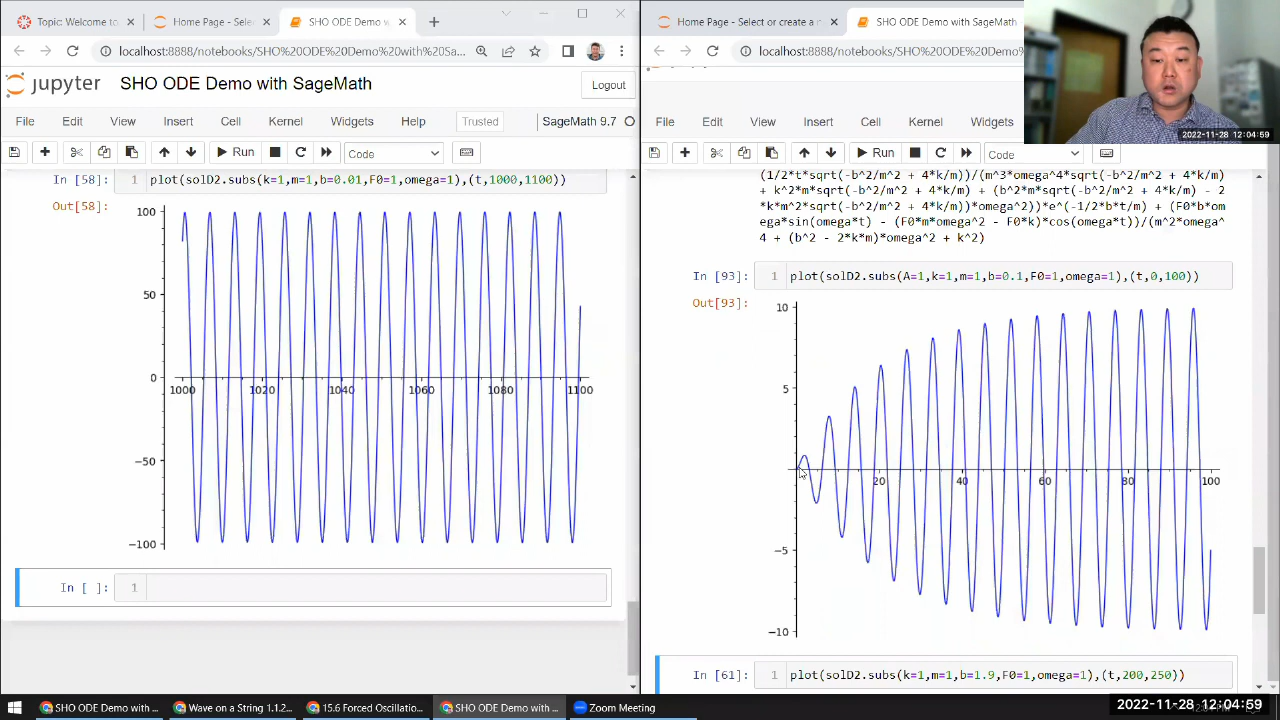 Topic: Welcome to
Home Page - Sele
SHO ODE Demo w
localhost:8888/notebooks/SHO%20ODE%20Demo%20with%20Sa...
jupyter
SHO ODE Demo with SageMath
Logout
File Edit View Insert Cell Kernel Widgets Help
Trusted
SageMath 9.7
Run
Code
In [58]:
1 plot(solD2.subs(k=1,m=1,b=0.01,F0=1,omega=1),(t,1000,1100))
Out[58]:
100
50
0
1000 1020 1040 1060 1080 1100
−50
−100
In [ ]:
1
Home Page - Select or create a n
SHO ODE Demo with SageMath
localhost:8888/notebooks/SHO%20ODE%20Demo
2022-11-28 12:04:59
File Edit View Insert Cell Kernel Widgets
Run
Code
(1/2*t*sqrt(-b^2/m^2 + 4*k/m))/(m^3*omega^4*sqrt(-b^2/m^2 + 4*k/m)
+ k^2*m*sqrt(-b^2/m^2 + 4*k/m) + (b^2*m*sqrt(-b^2/m^2 + 4*k/m) - 2
*k*m^2*sqrt(-b^2/m^2 + 4*k/m))*omega^2))*e^(-1/2*b*t/m) + (F0*b*om
ega*sin(omega*t) - (F0*m*omega^2 - F0*k)*cos(omega*t))/(m^2*omega^
4 + (b^2 - 2*k*m)*omega^2 + k^2)
In [93]:
1 plot(solD2.subs(A=1,k=1,m=1,b=0.1,F0=1,omega=1),(t,0,100))
Out[93]:
10
5
20 40 60 80 100
−5
−10
In [61]:
1 plot(solD2.subs(k=1,m=1,b=1.9,F0=1,omega=1),(t,200,250))
SHO ODE Demo with ...
Wave on a String 1.12...
15.6 Forced Oscillatio...
SHO ODE Demo with ...
Zoom Meeting
2022-11-28 12:04:59